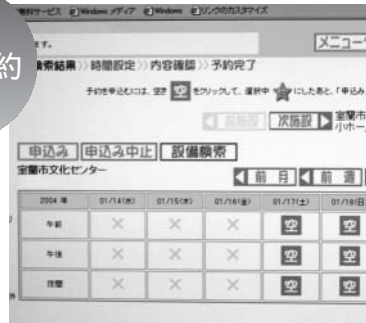 約
無料サービス Windows メディア Windows リンクのカスタマイズ
ます。
メニューへ
検索結果》時間設定》内容確認》予約完了
予約を申込むには、空き 空 をクリックして、選択中 にしたあと、「申込み
前施設 次施設 室蘭市
小ホール
申込み 申込み中止 設備検索
室蘭市文化センター
前 月 前 週
2004 年 01/14(水) 01/15(木) 01/16(金) 01/17(土) 01/18(日)
午前 × × × 空 空
午後 × × × 空 空
夜間 × × × 空 空